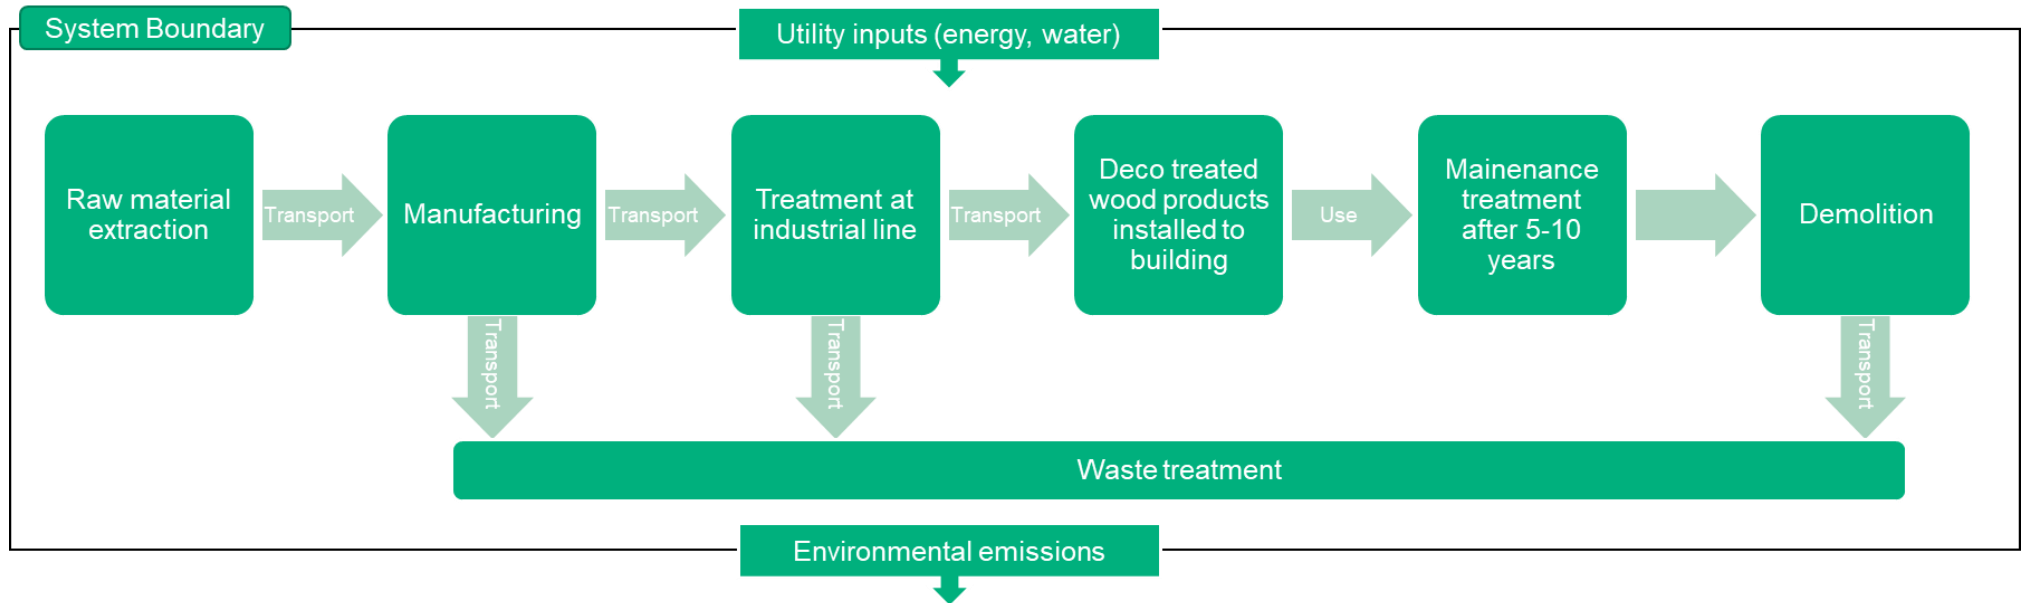 System Boundary
Utility inputs (energy, water)
Raw material
extraction
Transport
Manufacturing
Transport
Treatment at
industrial line
Transport
Deco treated
wood products
installed to
building
Use
Mainenance
treatment
after 5-10
years
Demolition
Transport
Transport
Transport
Waste treatment
Environmental emissions